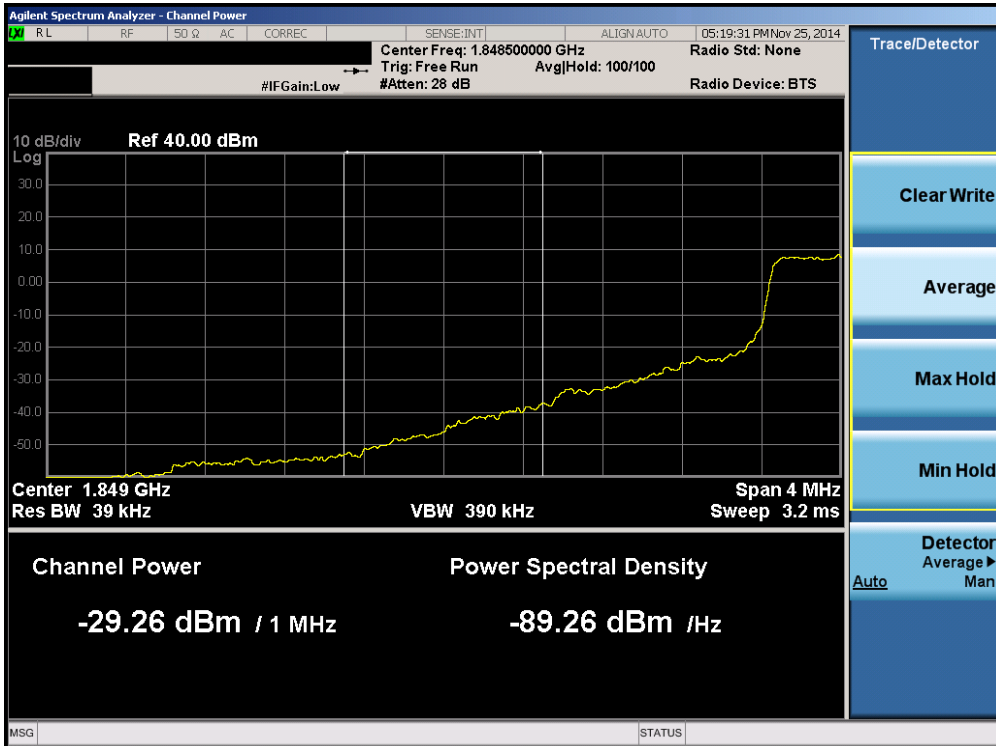 Agilent Spectrum Analyzer - Channel Power
LXI RL RF 50 Ω AC CORREC SENSE:INT ALIGN AUTO 05:19:31 PM Nov 25, 2014
Center Freq: 1.848500000 GHz Radio Std: None
Trig: Free Run Avg|Hold: 100/100
#IFGain:Low #Atten: 28 dB Radio Device: BTS
10 dB/div Ref 40.00 dBm
Log
30.0
20.0
10.0
0.00
-10.0
-20.0
-30.0
-40.0
-50.0
Center 1.849 GHz Span 4 MHz
Res BW 39 kHz VBW 390 kHz Sweep 3.2 ms
Channel Power Power Spectral Density
-29.26 dBm / 1 MHz -89.26 dBm /Hz
MSG STATUS
Trace/Detector
Clear Write
Average
Max Hold
Min Hold
Detector
Average▶
Auto Man